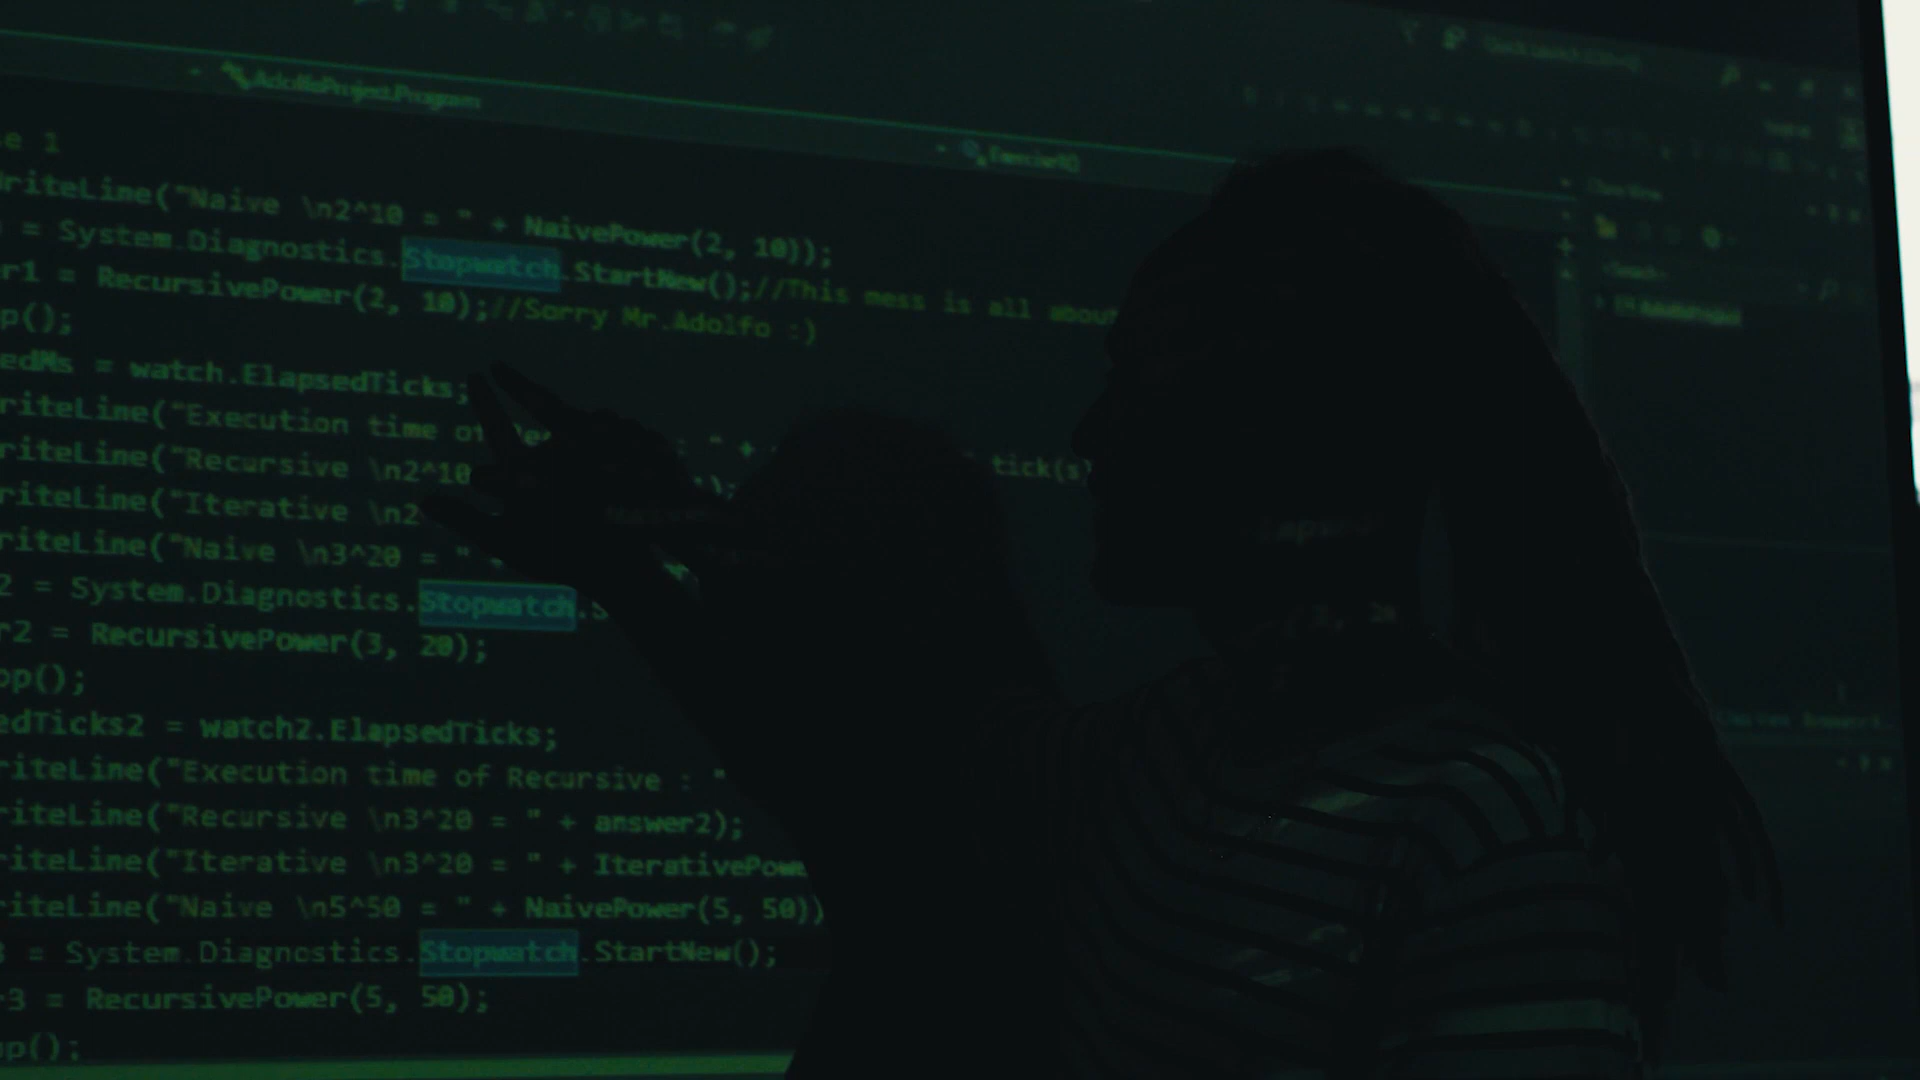 AdolfoProject.Program
e 1
riteLine("Naive \n2^10 = " + NaivePower(2, 10));
= System.Diagnostics.Stopwatch.StartNew();//This mess is all about
r1 = RecursivePower(2, 10);//Sorry Mr.Adolfo :)
p();
edMs = watch.ElapsedTicks;
riteLine("Execution time of : " +
tick(s)
riteLine("Recursive \n2^10
riteLine("Iterative \n2
riteLine("Naive \n3^20 = "
2 = System.Diagnostics.Stopwatch.S
r2 = RecursivePower(3, 20);
op();
edTicks2 = watch2.ElapsedTicks;
riteLine("Execution time of Recursive : "
riteLine("Recursive \n3^20 = " + answer2);
riteLine("Iterative \n3^20 = " + IterativePowe
riteLine("Naive \n5^50 = " + NaivePower(5, 50))
3 = System.Diagnostics.Stopwatch.StartNew();
r3 = RecursivePower(5, 50);
op();